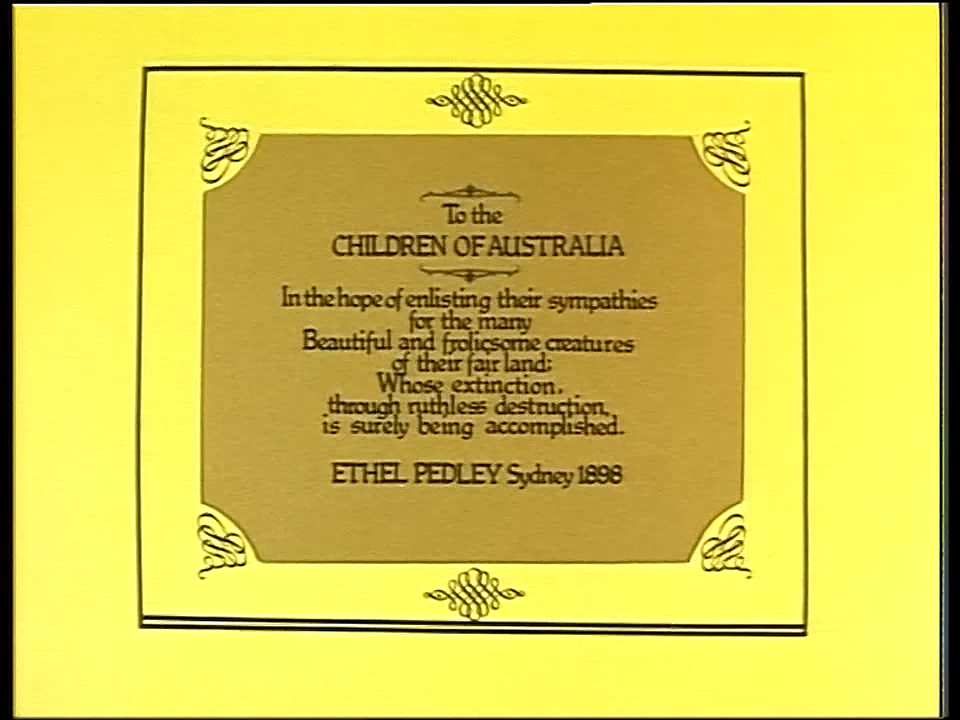 To the
CHILDREN OF AUSTRALIA
In the hope of enlisting their sympathies
for the many
Beautiful and frolicsome creatures
of their fair land;
Whose extinction,
through ruthless destruction,
is surely being accomplished.
ETHEL PEDLEY Sydney 1898